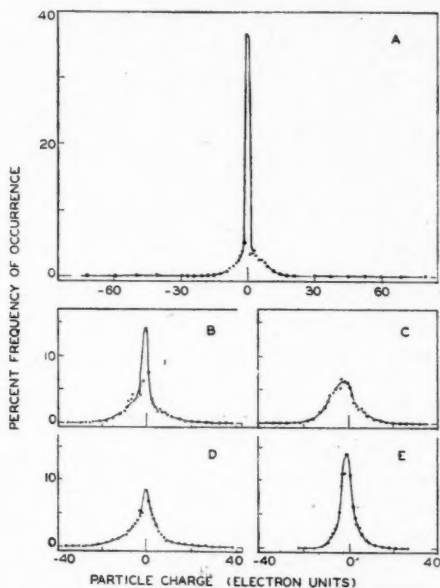 PERCENT FREQUENCY OF OCCURRENCE
40
20
0
A
-60
-30
0
30
60
B
10
0
C
D
10
0
E
-40
0
40
-40
0
40
PARTICLE CHARGE (ELECTRON UNITS)